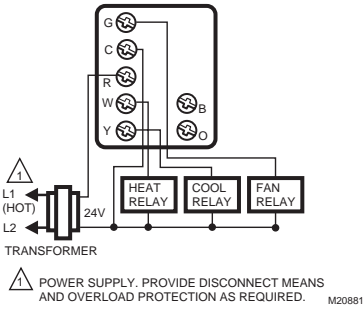 G
C
R
W
Y
B
O
1
L1
(HOT)
L2
24V
HEAT
RELAY
COOL
RELAY
FAN
RELAY
TRANSFORMER
1 POWER SUPPLY. PROVIDE DISCONNECT MEANS
AND OVERLOAD PROTECTION AS REQUIRED.
M20881